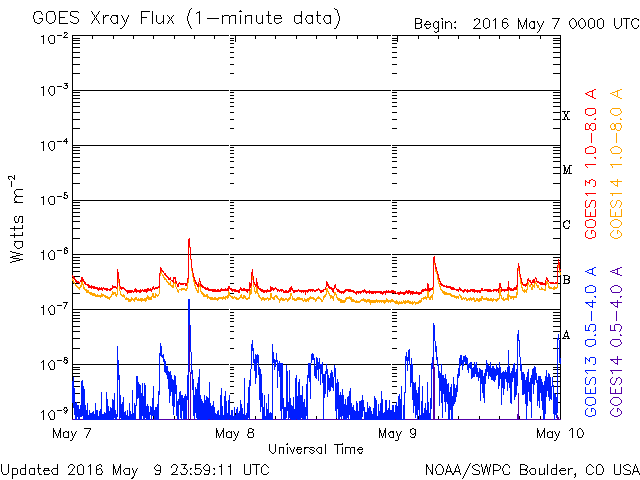 GOES Xray Flux (1-minute data)
Begin: 2016 May 7 0000 UTC
10-2
10-3
10-4
10-5
10-6
10-7
10-8
10-9
Watts m-2
X
M
C
B
A
GOES13 1.0-8.0 A
GOES14 1.0-8.0 A
GOES13 0.5-4.0 A
GOES14 0.5-4.0 A
May 7
May 8
May 9
May 10
Universal Time
Updated 2016 May 9 23:59:11 UTC
NOAA/SWPC Boulder, CO USA